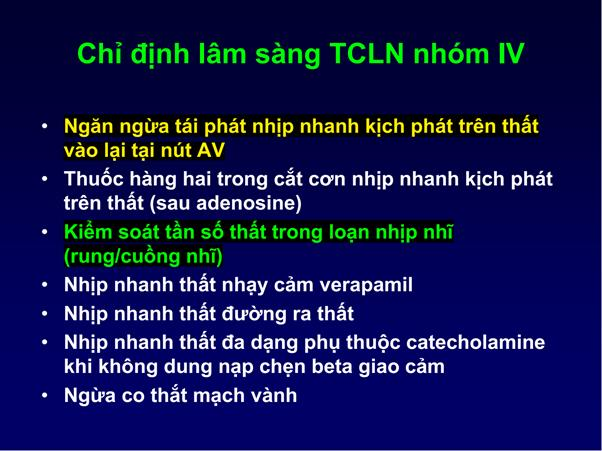 Chỉ định lâm sàng TCLN nhóm IV
• Ngăn ngừa tái phát nhịp nhanh kịch phát trên thất
vào lại tại nút AV
• Thuốc hàng hai trong cắt cơn nhịp nhanh kịch phát
trên thất (sau adenosine)
• Kiểm soát tần số thất trong loạn nhịp nhĩ
(rung/cuồng nhĩ)
• Nhịp nhanh thất nhạy cảm verapamil
• Nhịp nhanh thất đường ra thất
• Nhịp nhanh thất đa dạng phụ thuộc catecholamine
khi không dung nạp chẹn beta giao cảm
• Ngừa co thắt mạch vành